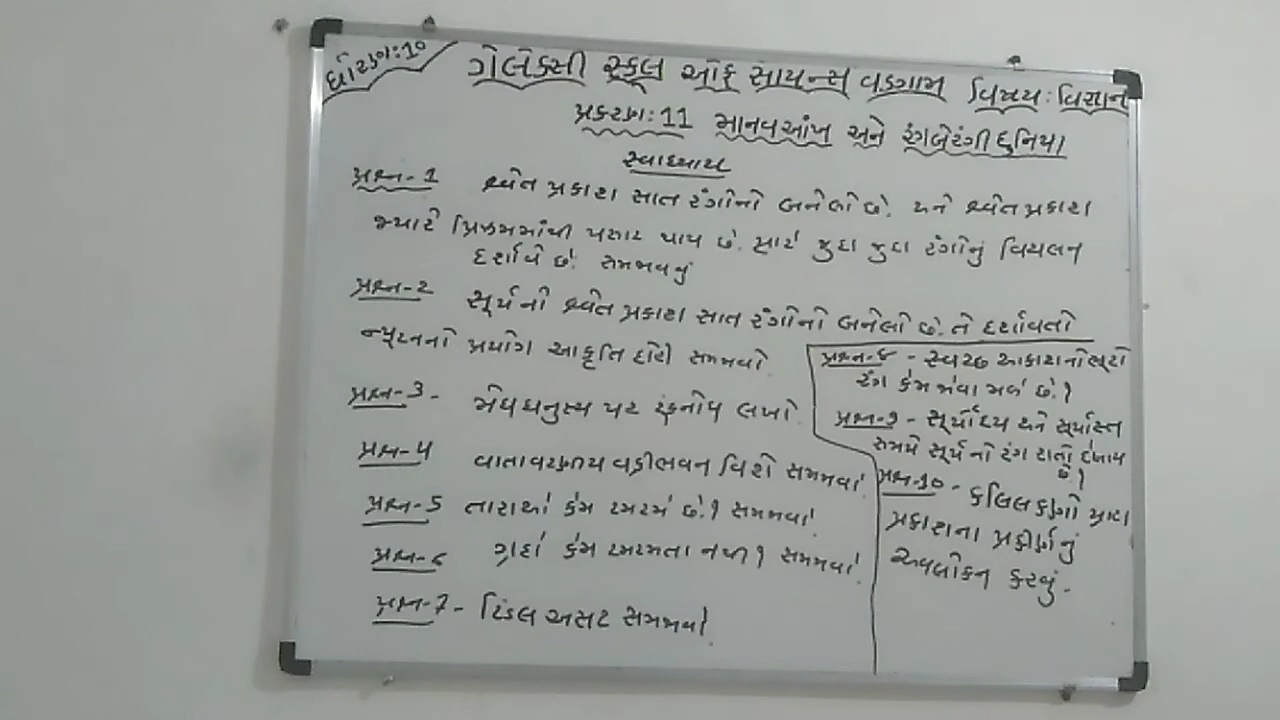 ધોરણ:10
ગેલેક્સી સ્કુલ ઓફ સાયન્સ વડગામ વિષય: વિજ્ઞાન
પ્રકરણ:11 માનવઆંખ અને રંગબેરંગી દુનિયા
સ્વાધ્યાય
પ્રશ્ન-1 શ્વેત પ્રકાશ સાત રંગોનો બનેલો છે. અને શ્વેત પ્રકાશ
જ્યારે પ્રિઝમમાંથી પસાર થાય છે. ત્યારે જુદા જુદા રંગોનું વિચલન
દર્શાવે છે. સમજાવવું
પ્રશ્ન-2 સૂર્યનો શ્વેત પ્રકાશ સાત રંગોનો બનેલો છે. તે દર્શાવતો
ન્યૂટનનો પ્રયોગ આકૃતિ દોરી સમજાવો
પ્રશ્ન-3- મેઘધનુષ્ય પર ટૂંકનોંધ લખો
પ્રશ્ન-4 વાતાવરણીય વક્રીભવન વિશે સમજાવો
પ્રશ્ન-5 તારાઓ કેમ ટમટમે છે.? સમજાવો
પ્રશ્ન-6 ગ્રહો કેમ ટમટમતા નથી? સમજાવો
પ્રશ્ન-7- ટિંડલ અસર સમજાવો
પ્રશ્ન-8 - સ્વચ્છ આકાશનો ભૂરો
રંગ કેમ જોવા મળે છે.?
પ્રશ્ન-9 - સૂર્યોદય અને સૂર્યાસ્ત
સમયે સૂર્યનો રંગ રાતો દેખાય
છે.?
પ્રશ્ન-10 - કલિલ કણો દ્વારા
પ્રકાશના પ્રકીર્ણનનું
અવલોકન કરવું.